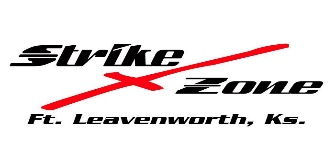 Strike
Zone
Ft. Leavenworth, Ks.